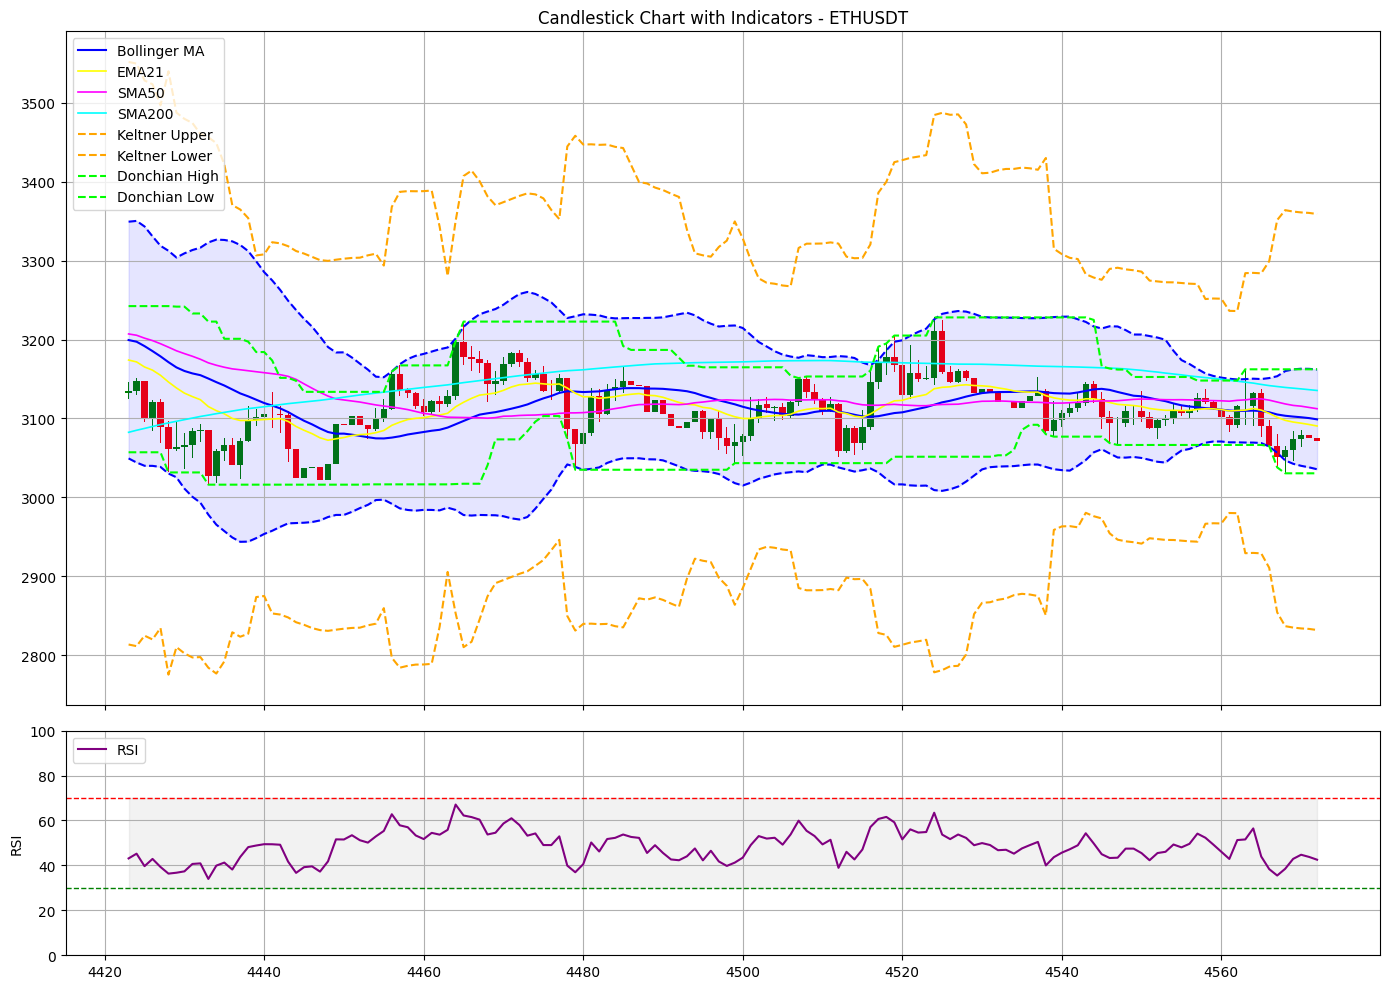 Candlestick Chart with Indicators - ETHUSDT
Bollinger MA
EMA21
SMA50
SMA200
Keltner Upper
Keltner Lower
Donchian High
Donchian Low
3500
3400
3300
3200
3100
3000
2900
2800
RSI
100
80
60
40
20
0
RSI
4420 4440 4460 4480 4500 4520 4540 4560